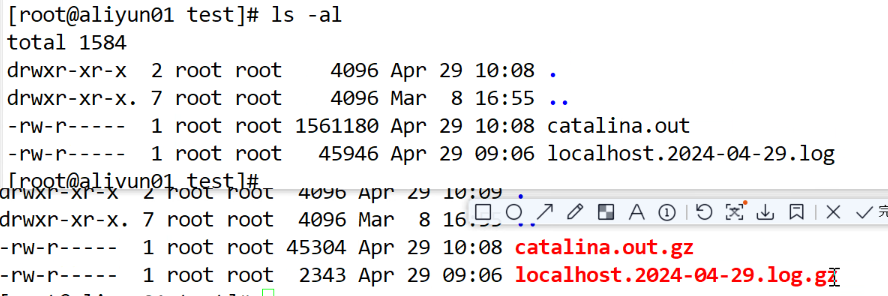 [root@aliyun01 test]# ls -al
total 1584
drwxr-xr-x  2 root root    4096 Apr 29 10:08 .
drwxr-xr-x. 7 root root    4096 Mar  8 16:55 ..
-rw-r-----  1 root root 1561180 Apr 29 10:08 catalina.out
-rw-r-----  1 root root   45946 Apr 29 09:06 localhost.2024-04-29.log
[root@aliyun01 test]#
drwxr-xr-x  2 root root  4096 Apr 29 10:09 .
drwxr-xr-x. 7 root root  4096 Mar  8 16:55 ..
A 1 完
-rw-r-----  1 root root 45304 Apr 29 10:08 catalina.out.gz
-rw-r-----  1 root root  2343 Apr 29 09:06 localhost.2024-04-29.log.gz